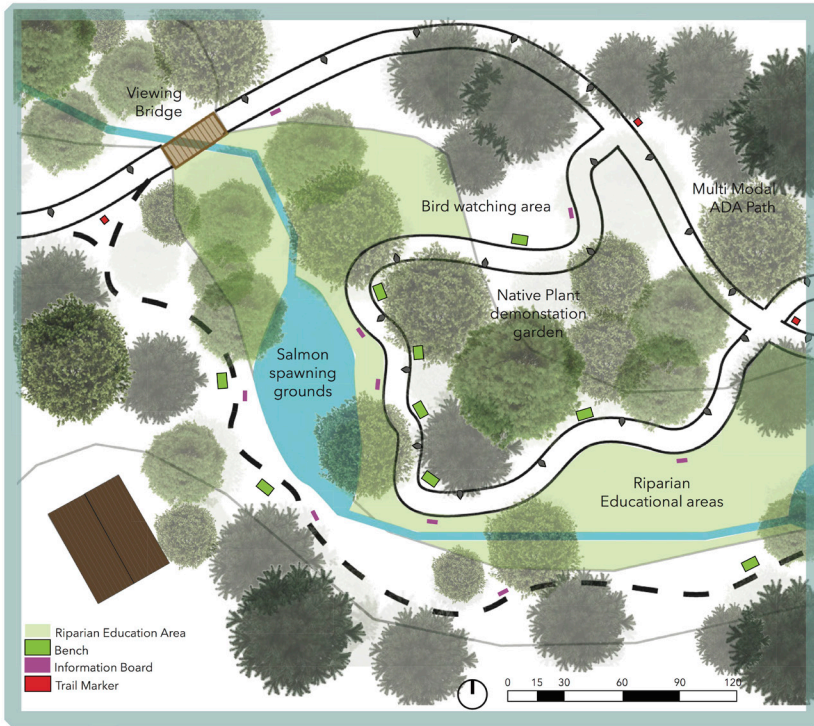 Viewing
Bridge
Multi Modal
ADA Path
Bird watching area
Native Plant
demonstation
garden
Salmon
spawning
grounds
Riparian
Educational areas
Riparian Education Area
Bench
Information Board
Trail Marker
0 15 30 60 90 120